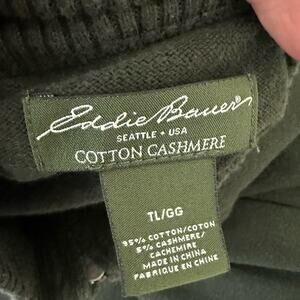 Eddie Bauer
SEATTLE • USA
COTTON CASHMERE
TL/GG
95% COTTON/COTON
5% CASHMERE/
CACHEMIRE
MADE IN CHINA
FABRIQUE EN CHINE